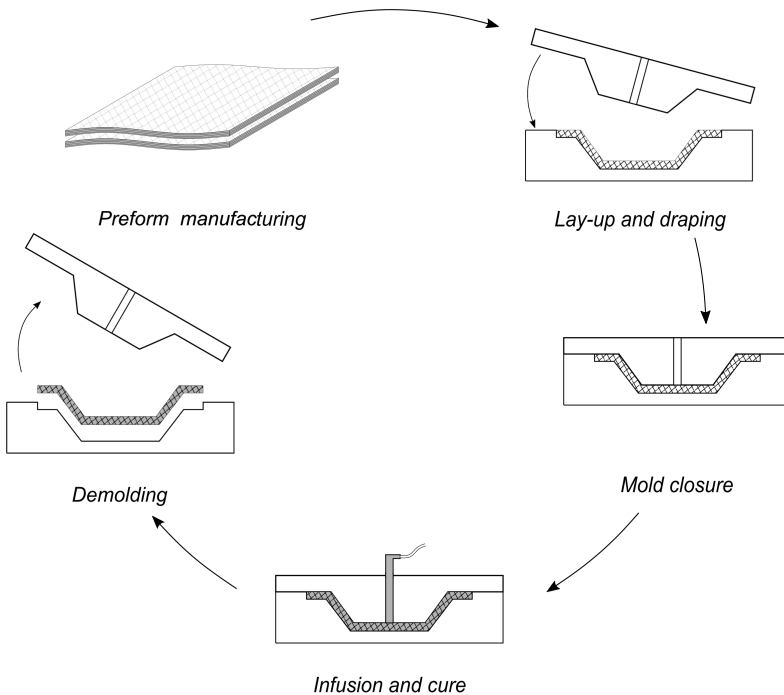 Preform manufacturing
Lay-up and draping
Mold closure
Infusion and cure
Demolding